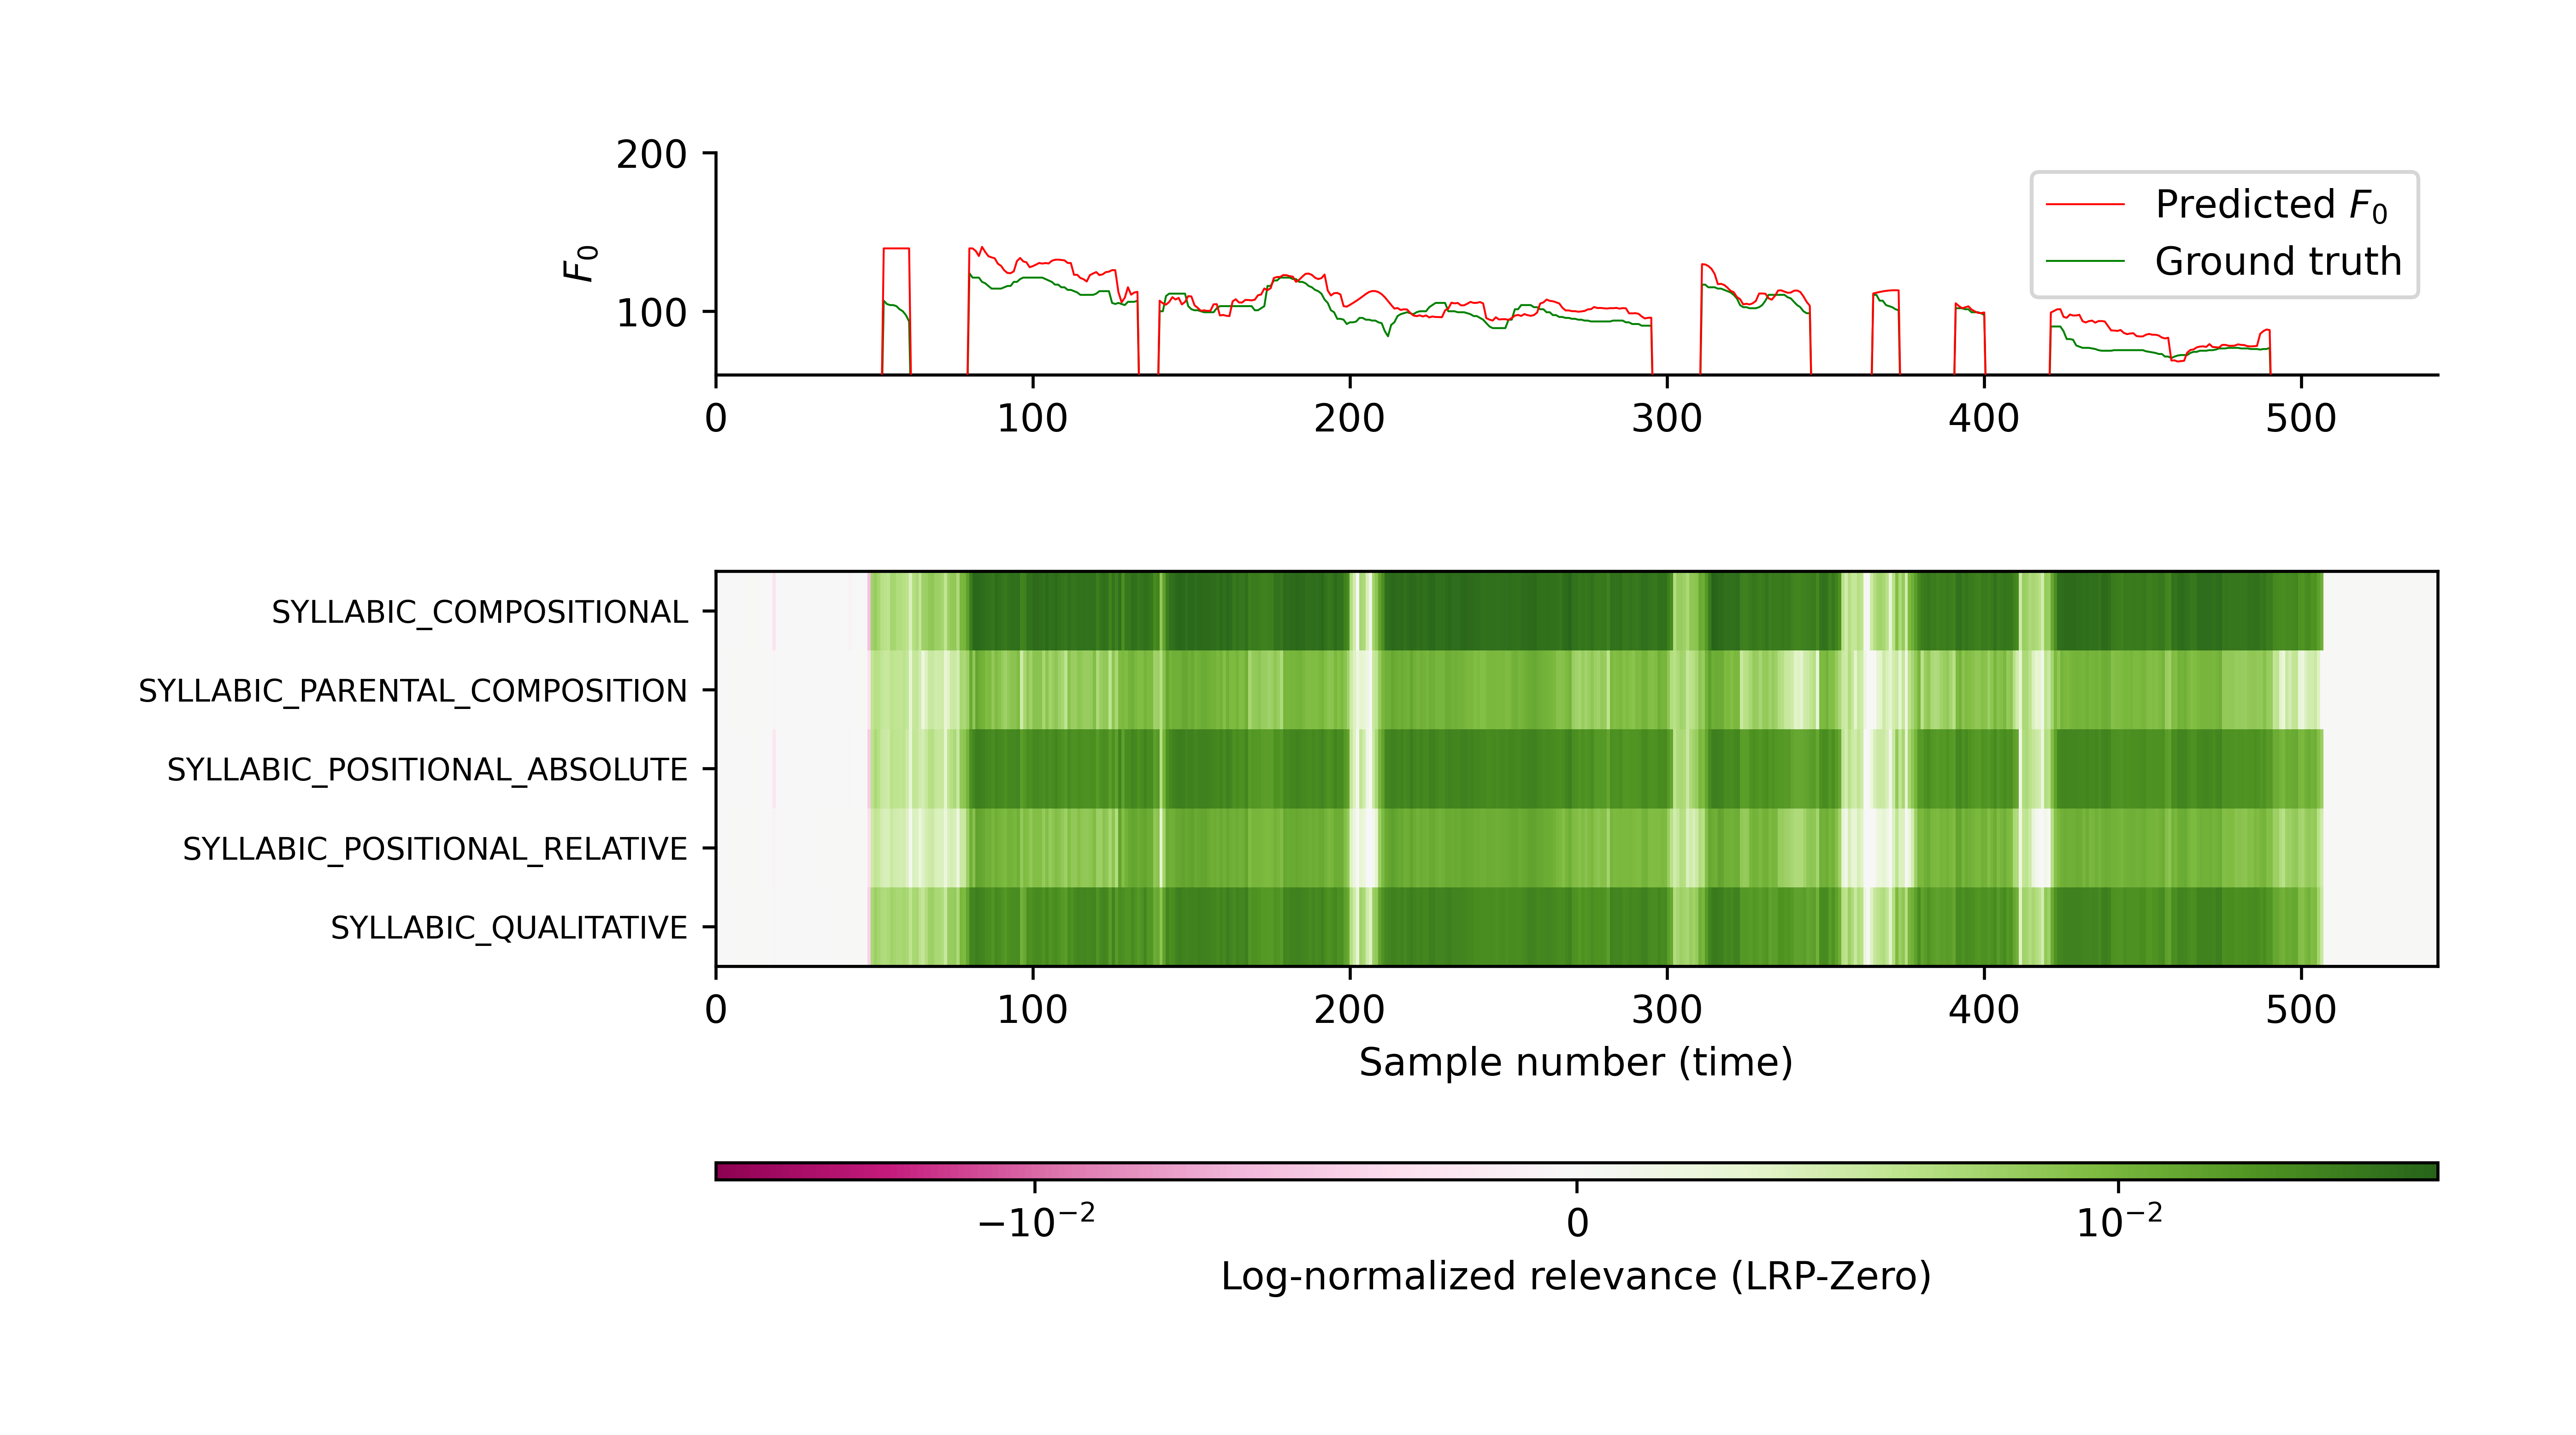 200
100
F₀
Predicted F₀
Ground truth
0 100 200 300 400 500
SYLLABIC_COMPOSITIONAL
SYLLABIC_PARENTAL_COMPOSITION
SYLLABIC_POSITIONAL_ABSOLUTE
SYLLABIC_POSITIONAL_RELATIVE
SYLLABIC_QUALITATIVE
0 100 200 300 400 500
Sample number (time)
−10⁻² 0 10⁻²
Log-normalized relevance (LRP-Zero)